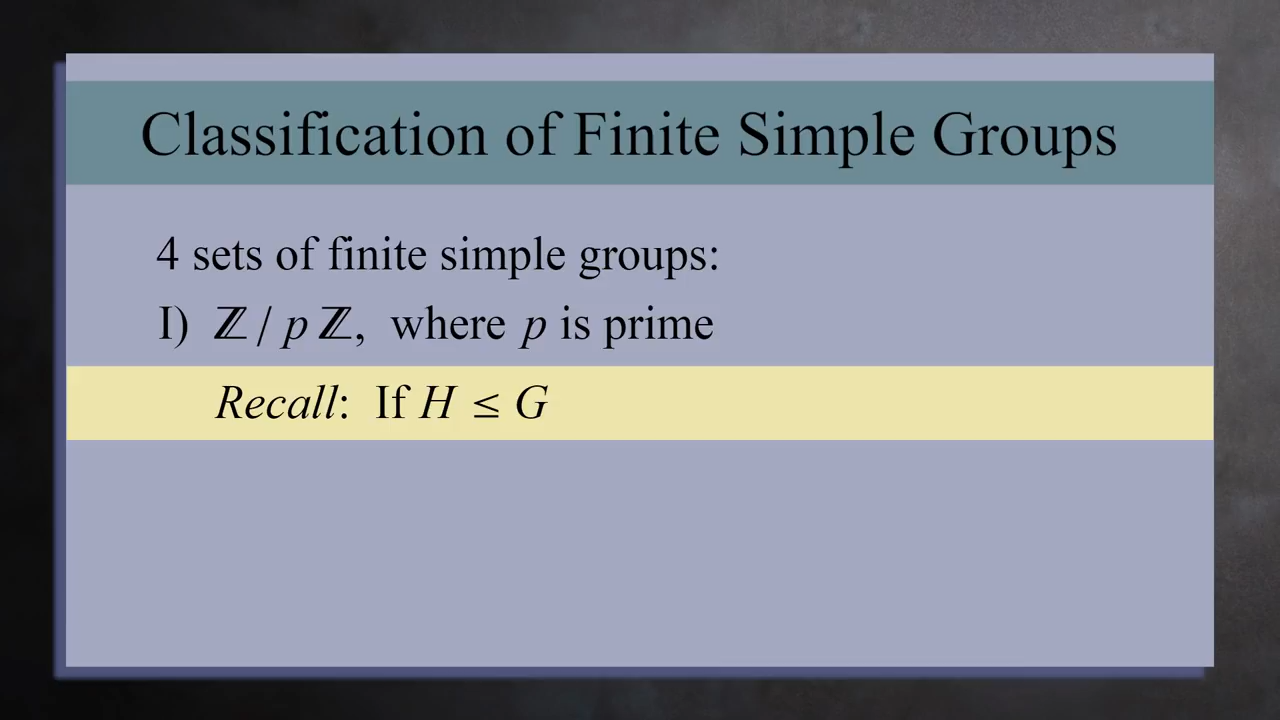 Classification of Finite Simple Groups
4 sets of finite simple groups:
I) ℤ / p ℤ, where p is prime
Recall: If H ≤ G